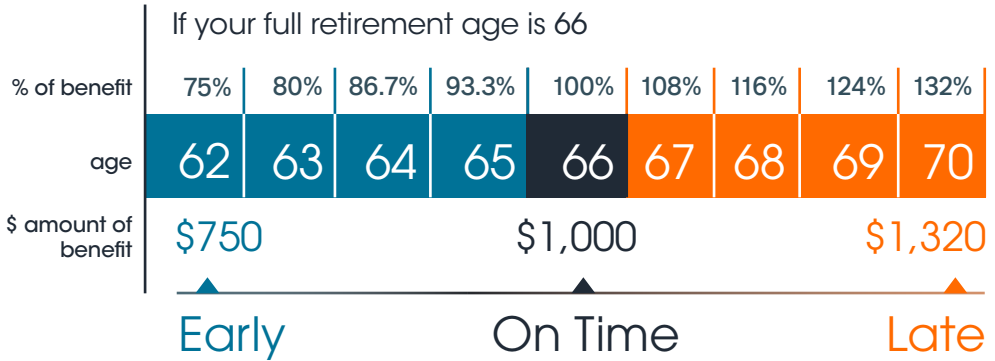 If your full retirement age is 66
% of benefit 75% 80% 86.7% 93.3% 100% 108% 116% 124% 132%
age 62 63 64 65 66 67 68 69 70
$ amount of
benefit
$750 $1,000 $1,320
Early On Time Late